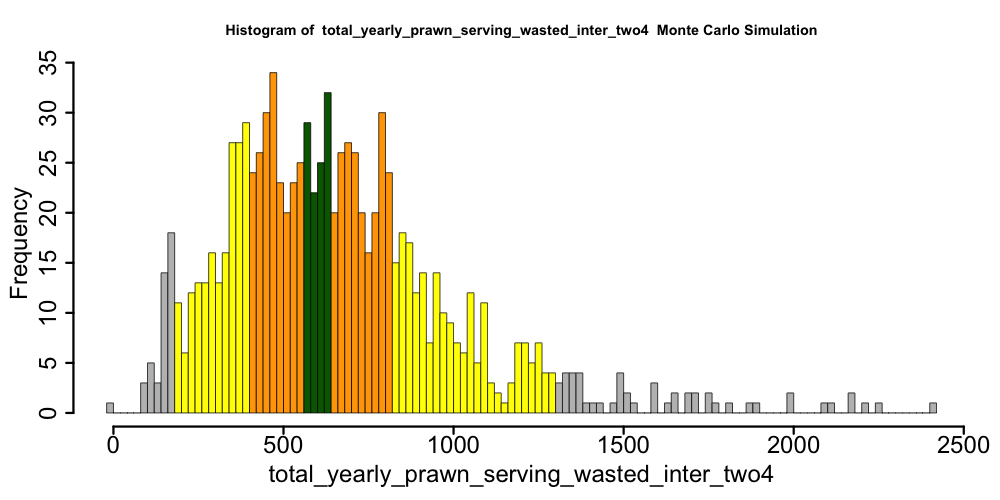 Histogram of total_yearly_prawn_serving_wasted_inter_two4 Monte Carlo Simulation
Frequency
35
30
25
20
15
10
5
0
0 500 1000 1500 2000 2500
total_yearly_prawn_serving_wasted_inter_two4